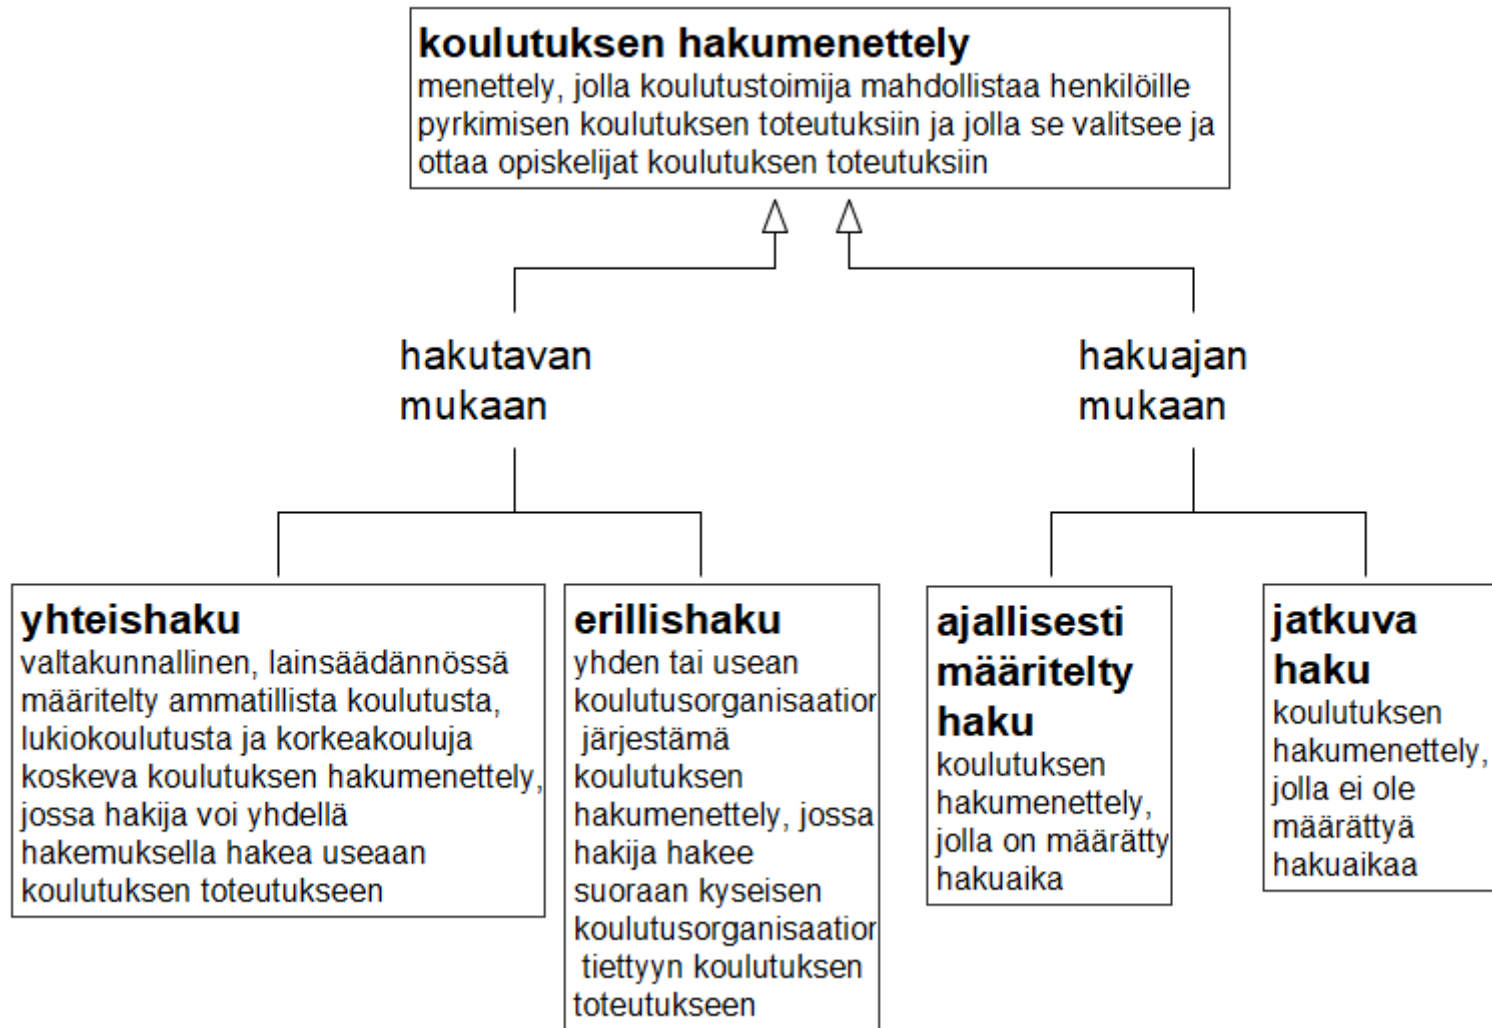 koulutuksen hakumenettely
menettely, jolla koulutustoimija mahdollistaa henkilöille
pyrkimisen koulutuksen toteutuksiin ja jolla se valitsee ja
ottaa opiskelijat koulutuksen toteutuksiin
hakutavan
mukaan
hakuajan
mukaan
yhteishaku
valtakunnallinen, lainsäädännössä
määritelty ammatillista koulutusta,
lukiokoulutusta ja korkeakouluja
koskeva koulutuksen hakumenettely,
jossa hakija voi yhdellä
hakemuksella hakea useaan
koulutuksen toteutukseen
erillishaku
yhden tai usean
koulutusorganisaation
järjestämä
koulutuksen
hakumenettely, jossa
hakija hakee
suoraan kyseisen
koulutusorganisaation
tiettyyn koulutuksen
toteutukseen
ajallisesti
määritelty
haku
koulutuksen
hakumenettely,
jolla on määrätty
hakuaika
jatkuva
haku
koulutuksen
hakumenettely,
jolla ei ole
määrättyä
hakuaikaa